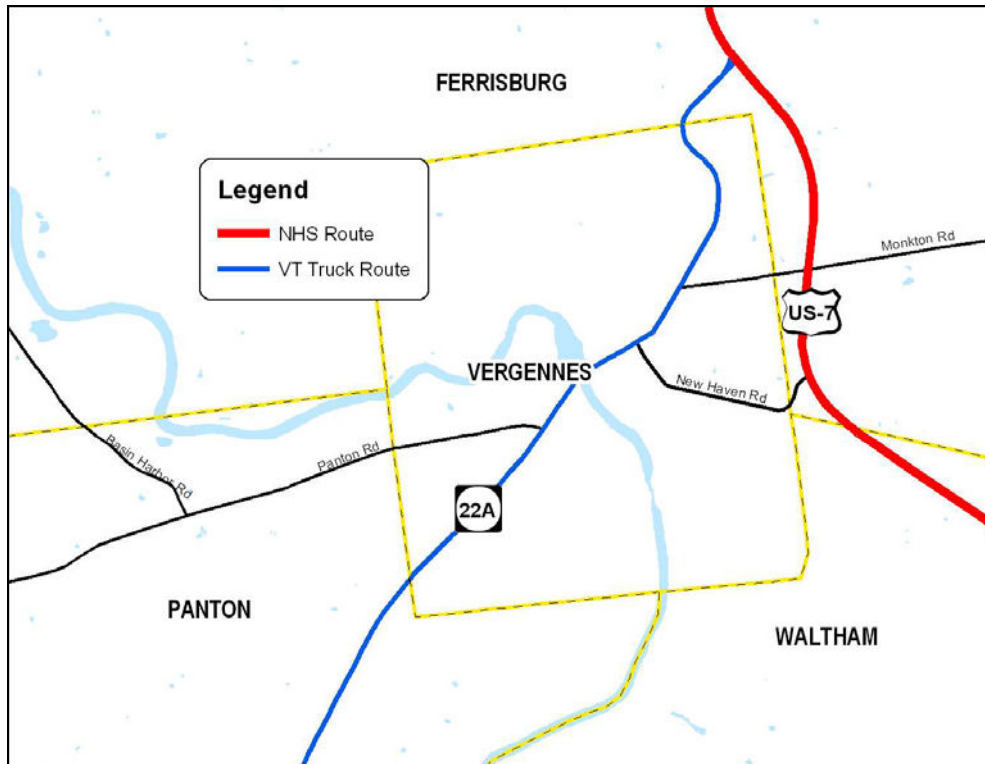 FERRISBURG
Legend
NHS Route
VT Truck Route
Monkton Rd
US-7
VERGENNES
New Haven Rd
Basin Harbor Rd
Panton Rd
22A
PANTON
WALTHAM